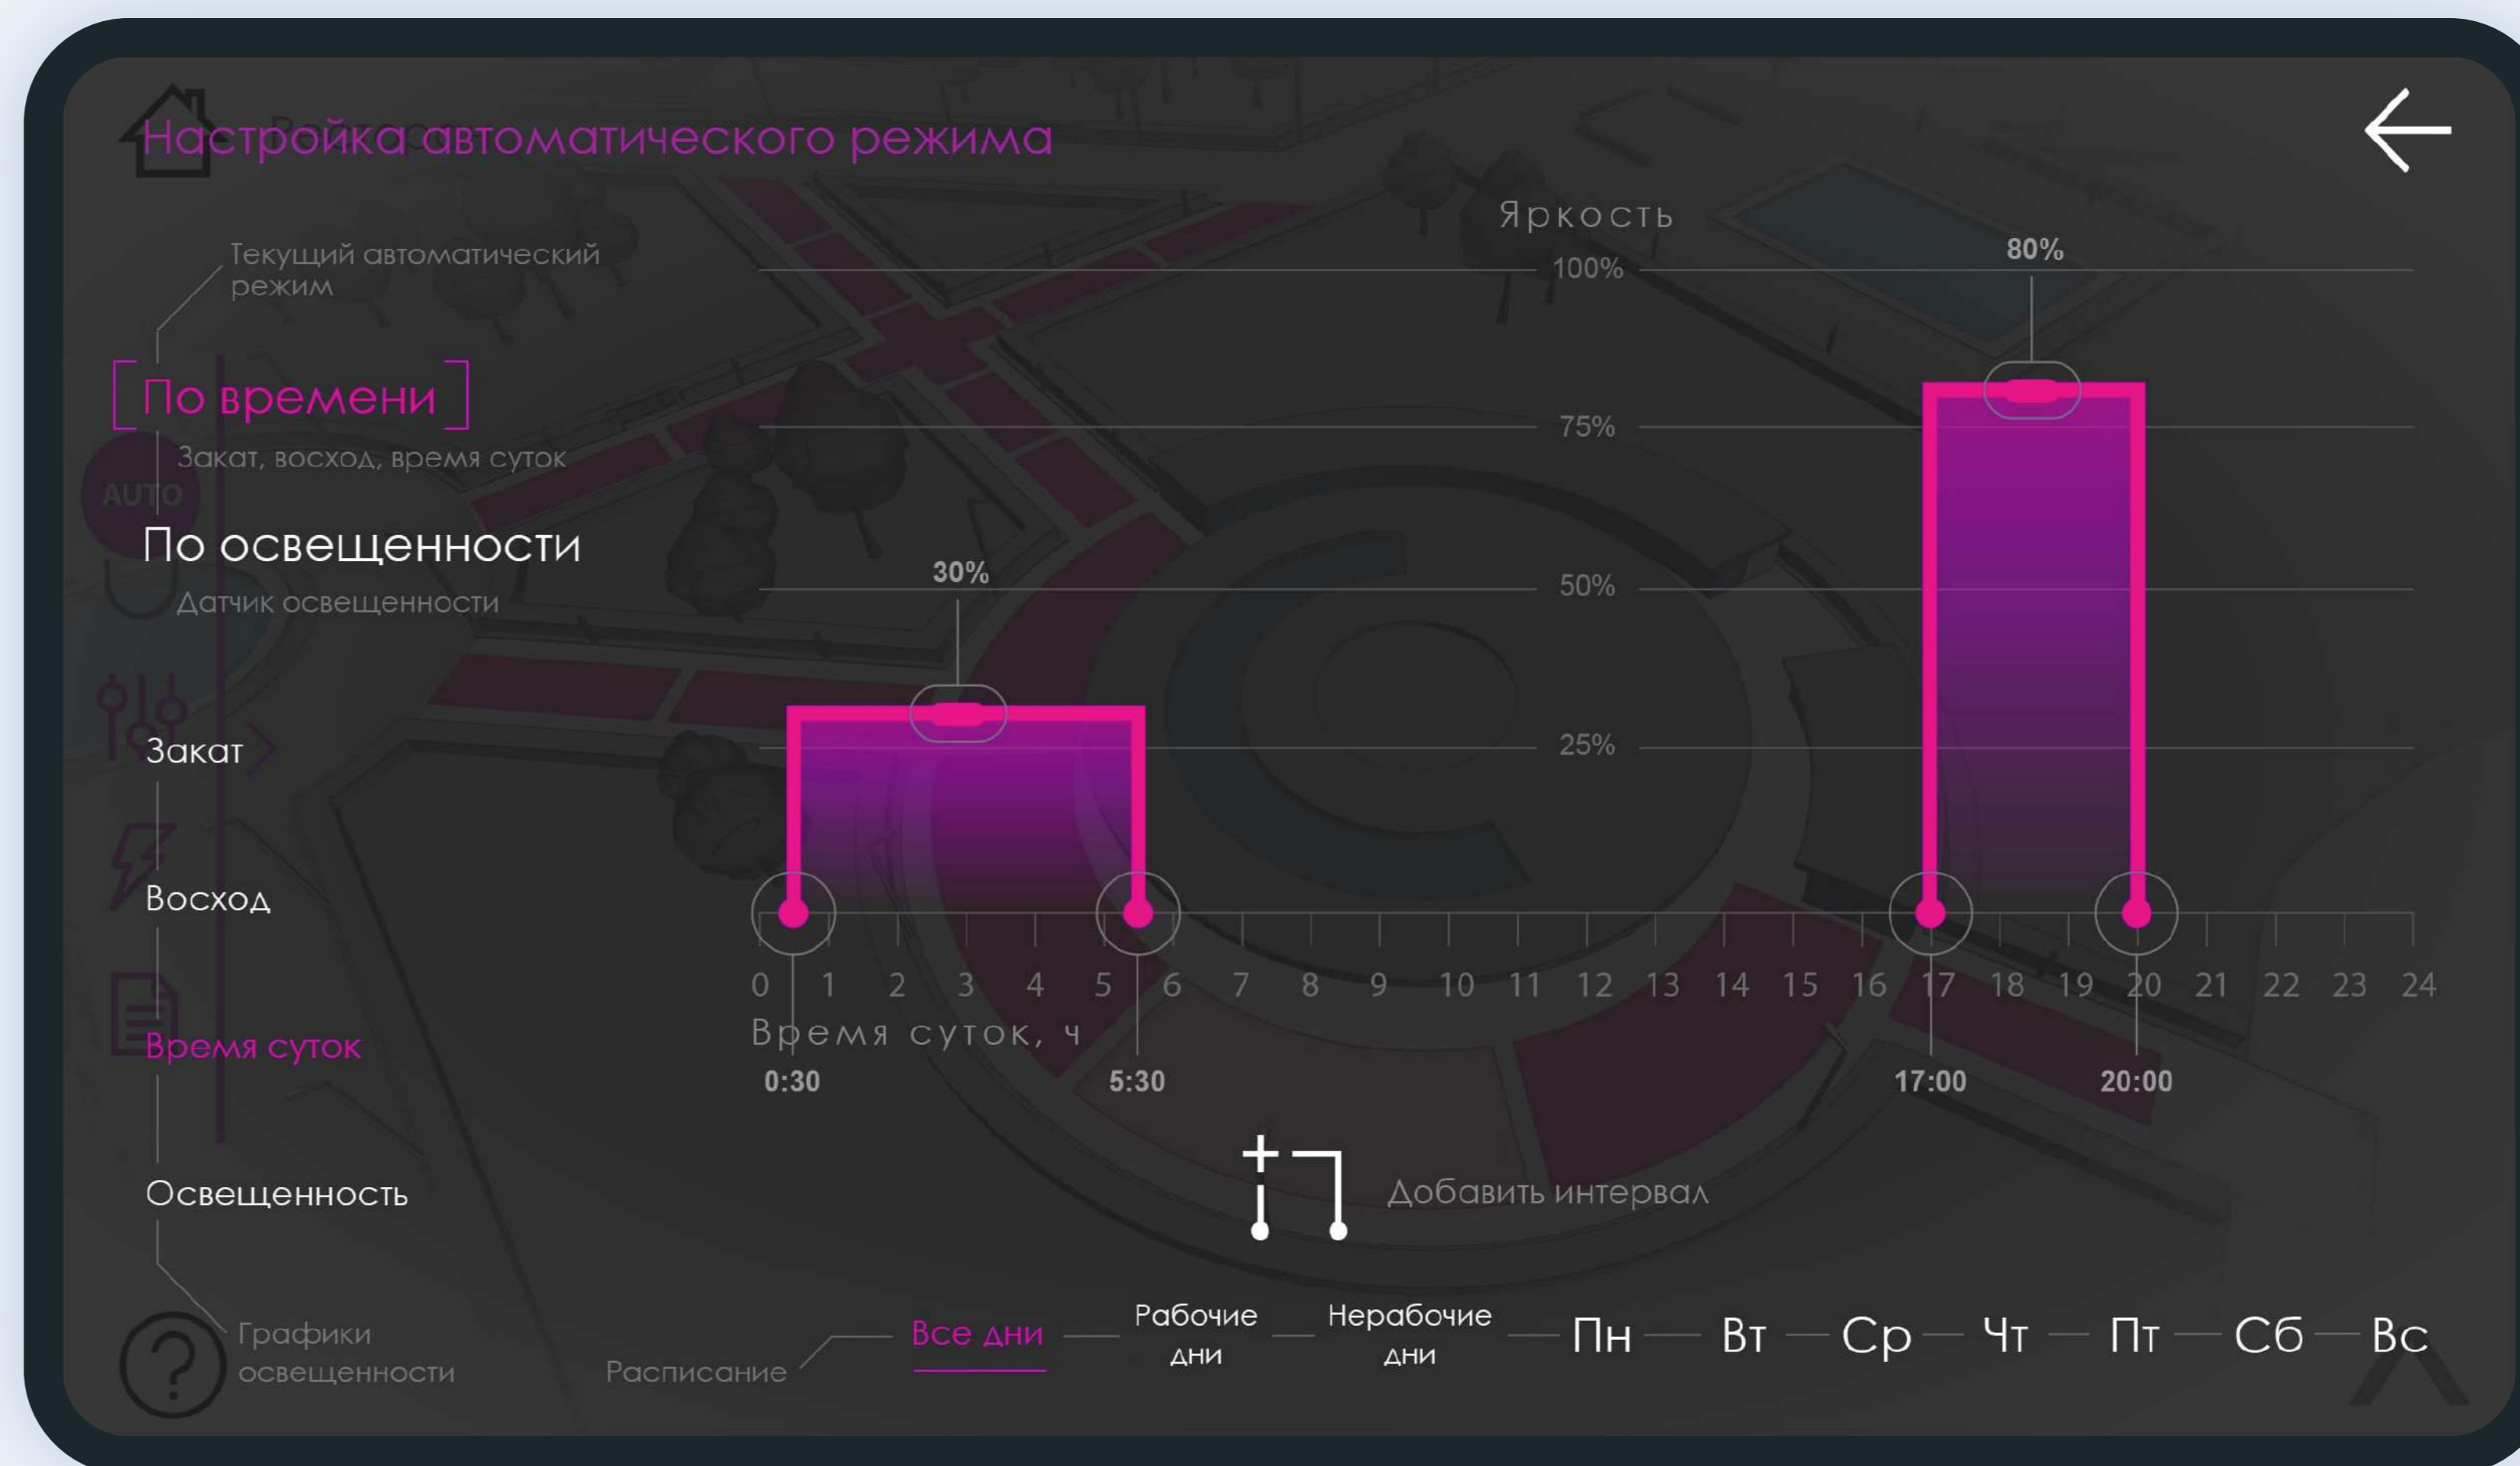 Настройка автоматического режима
Текущий автоматический
режим
По времени
Закат, восход, время суток
AUTO
По освещенности
Датчик освещенности
Закат
Восход
Время суток
Освещенность
Графики
освещенности
?
Яркость
100%
75%
50%
25%
80%
30%
0 1 2 3 4 5 6 7 8 9 10 11 12 13 14 15 16 17 18 19 20 21 22 23 24
Время суток, ч
0:30 5:30 17:00 20:00
Добавить интервал
Расписание
Все дни
Рабочие
дни
Нерабочие
дни
Пн Вт Ср Чт Пт Сб Вс